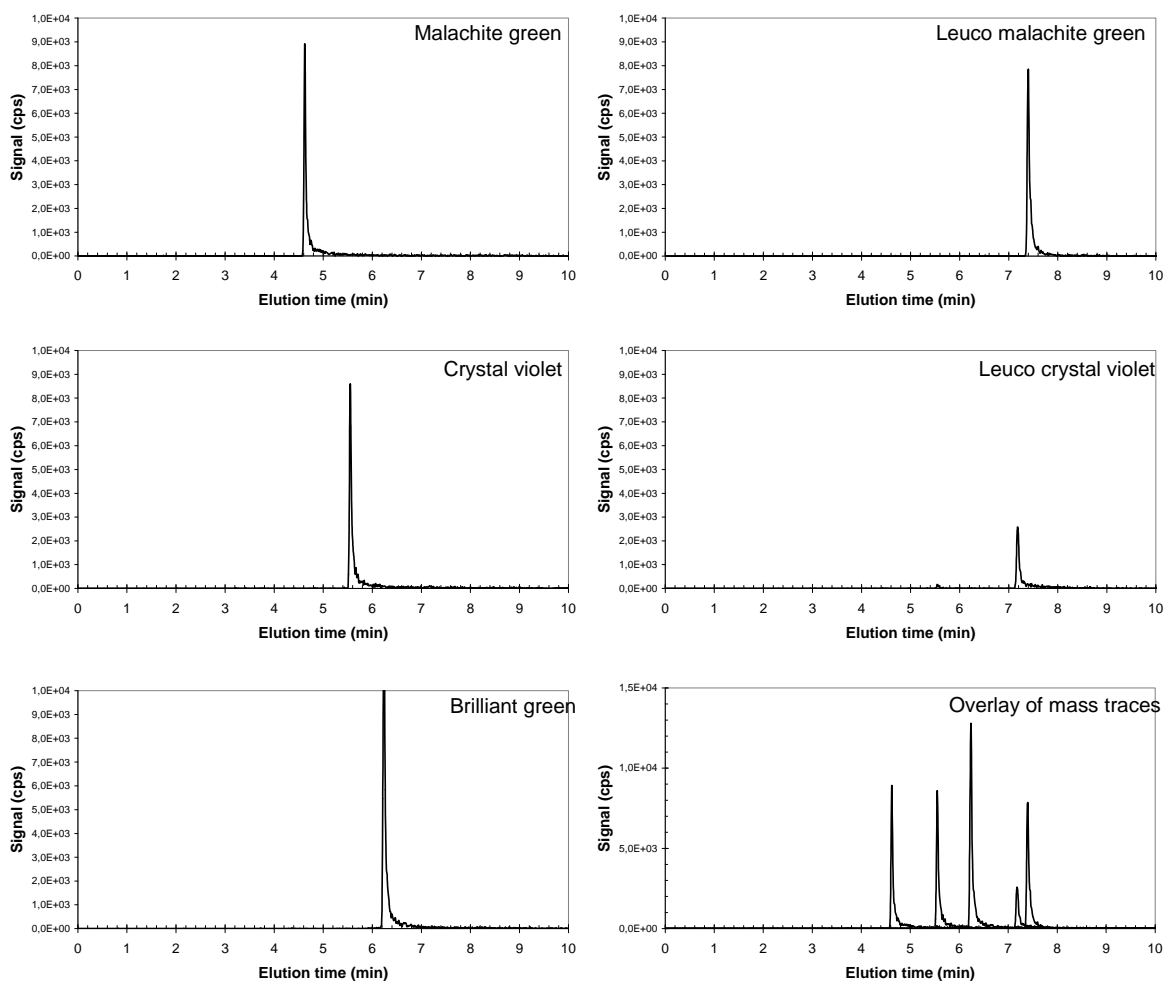 Malachite green
Signal (cps)
1,0E+04
9,0E+03
8,0E+03
7,0E+03
6,0E+03
5,0E+03
4,0E+03
3,0E+03
2,0E+03
1,0E+03
0,0E+00
0 1 2 3 4 5 6 7 8 9 10
Elution time (min)
Leuco malachite green
Signal (cps)
1,0E+04
9,0E+03
8,0E+03
7,0E+03
6,0E+03
5,0E+03
4,0E+03
3,0E+03
2,0E+03
1,0E+03
0,0E+00
0 1 2 3 4 5 6 7 8 9 10
Elution time (min)
Crystal violet
Signal (cps)
1,0E+04
9,0E+03
8,0E+03
7,0E+03
6,0E+03
5,0E+03
4,0E+03
3,0E+03
2,0E+03
1,0E+03
0,0E+00
0 1 2 3 4 5 6 7 8 9 10
Elution time (min)
Leuco crystal violet
Signal (cps)
1,0E+04
9,0E+03
8,0E+03
7,0E+03
6,0E+03
5,0E+03
4,0E+03
3,0E+03
2,0E+03
1,0E+03
0,0E+00
0 1 2 3 4 5 6 7 8 9 10
Elution time (min)
Brilliant green
Signal (cps)
1,0E+04
9,0E+03
8,0E+03
7,0E+03
6,0E+03
5,0E+03
4,0E+03
3,0E+03
2,0E+03
1,0E+03
0,0E+00
0 1 2 3 4 5 6 7 8 9 10
Elution time (min)
Overlay of mass traces
Signal (cps)
1,5E+04
1,0E+04
5,0E+03
0,0E+00
0 1 2 3 4 5 6 7 8 9 10
Elution time (min)